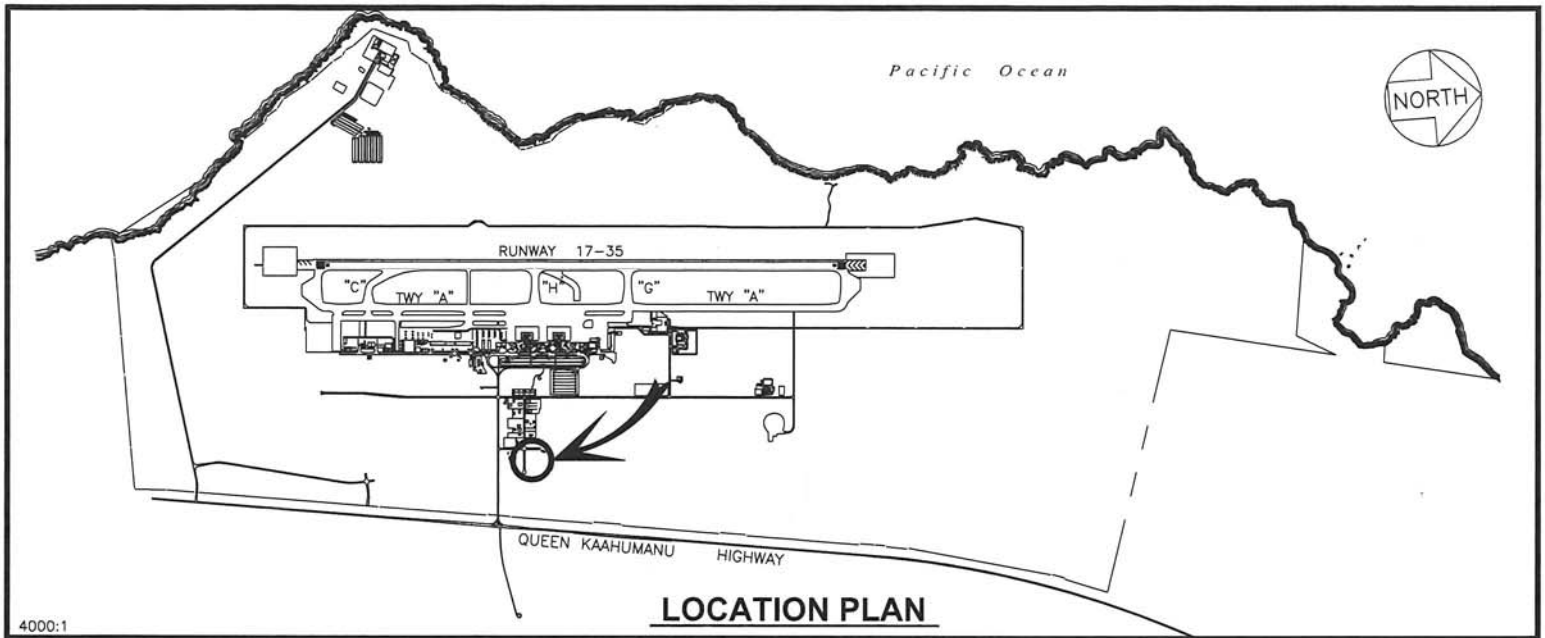 Pacific Ocean
NORTH
RUNWAY 17-35
"C"
TWY "A"
"H"
"G"
TWY "A"
QUEEN KAAHUMANU HIGHWAY
LOCATION PLAN
4000:1